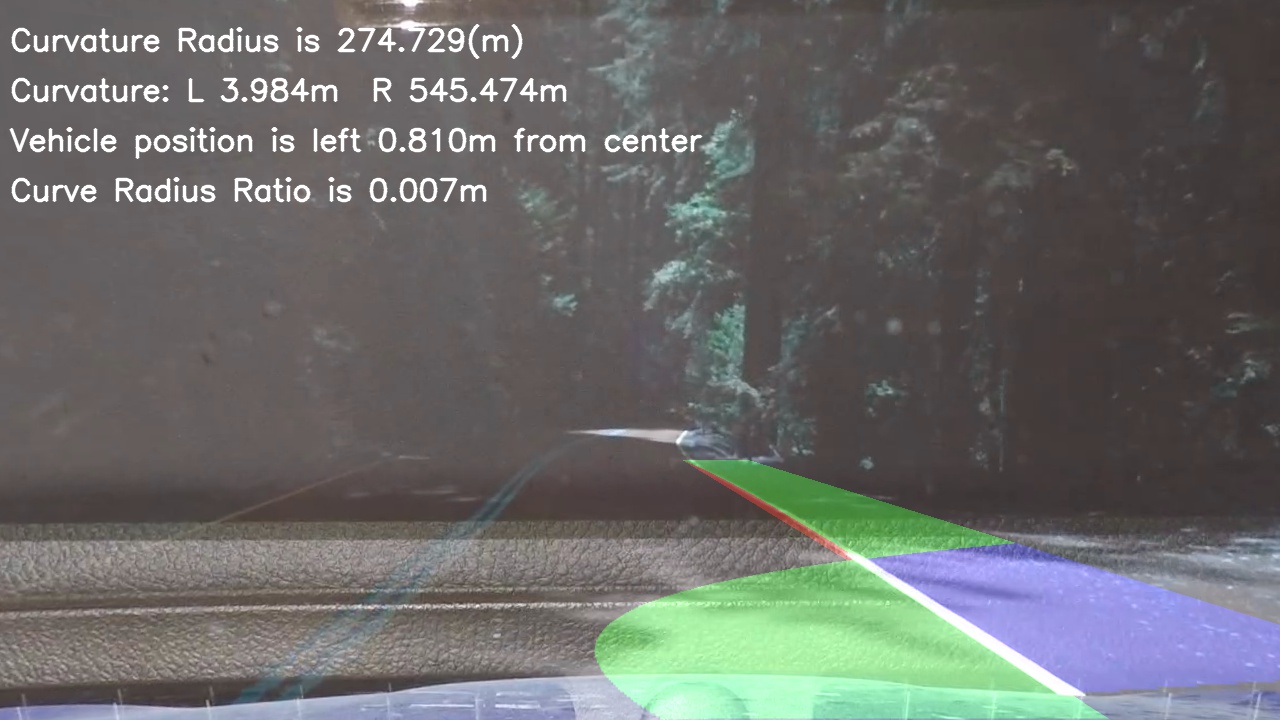 Curvature Radius is 274.729(m)
Curvature: L 3.984m R 545.474m
Vehicle position is left 0.810m from center
Curve Radius Ratio is 0.007m